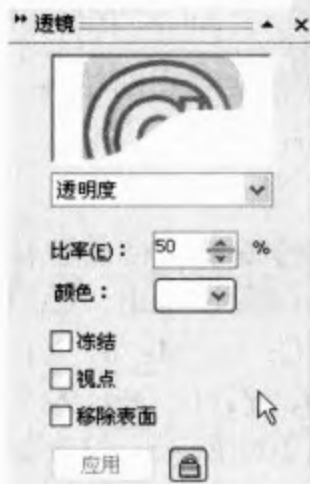 透镜
透明度
比率(E)： 50 %
颜色：
冻结
视点
移除表面
应用